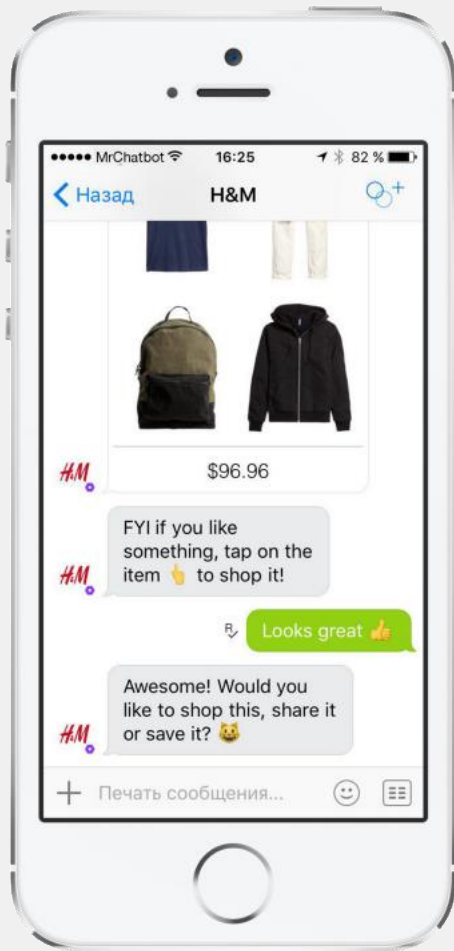 MrChatbot 16:25 82 %
Назад H&M
$96.96
H&M
FYI if you like
something, tap on the
item 👆 to shop it!
H&M
R Looks great 👍
Awesome! Would you
like to shop this, share it
or save it? 😸
H&M
Печать сообщения...